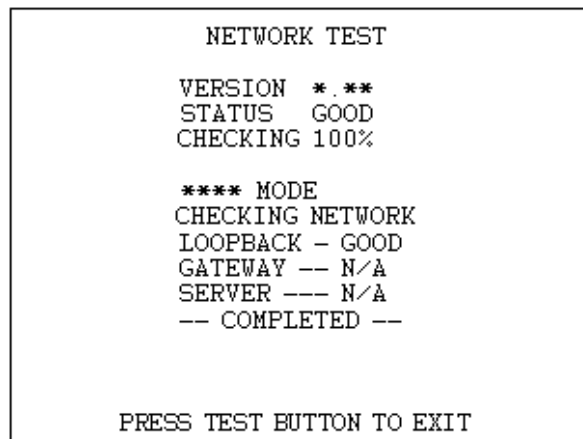 NETWORK TEST
VERSION *.**
STATUS GOOD
CHECKING 100%
**** MODE
CHECKING NETWORK
LOOPBACK - GOOD
GATEWAY -- N/A
SERVER --- N/A
-- COMPLETED --
PRESS TEST BUTTON TO EXIT